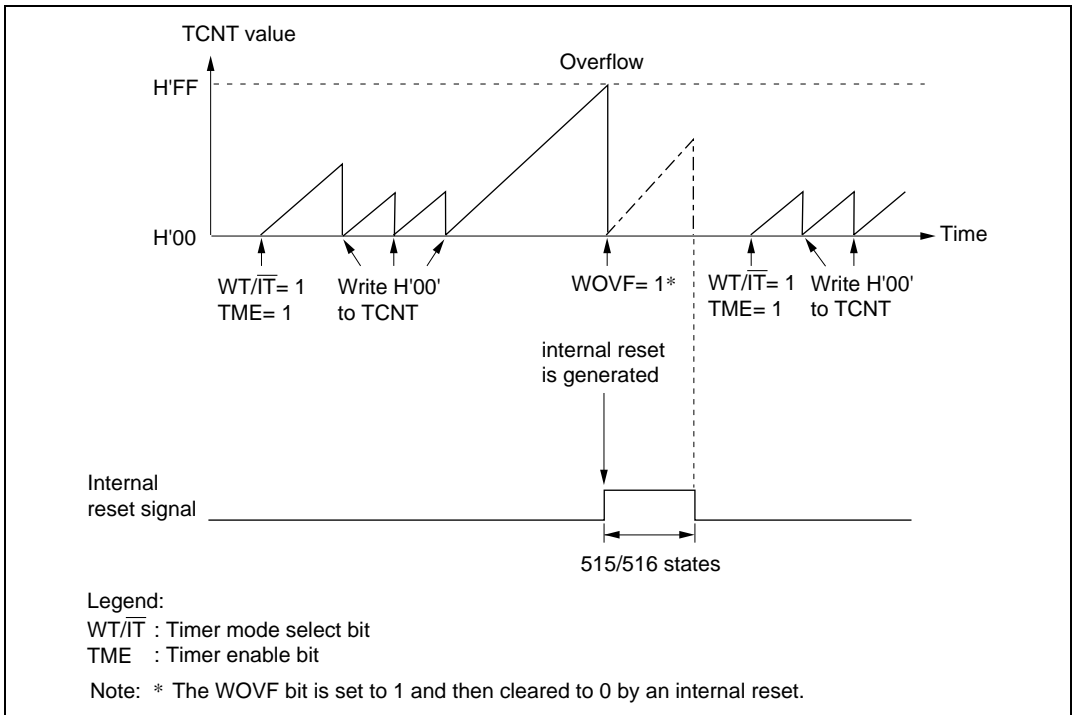 TCNT value
Overflow
H'FF
H'00
Time
WT/I̅T̅= 1
TME= 1
Write H'00'
to TCNT
WOVF= 1*
WT/I̅T̅= 1
TME= 1
Write H'00'
to TCNT
internal reset
is generated
Internal
reset signal
515/516 states
Legend:
WT/I̅T̅ : Timer mode select bit
TME : Timer enable bit
Note: * The WOVF bit is set to 1 and then cleared to 0 by an internal reset.